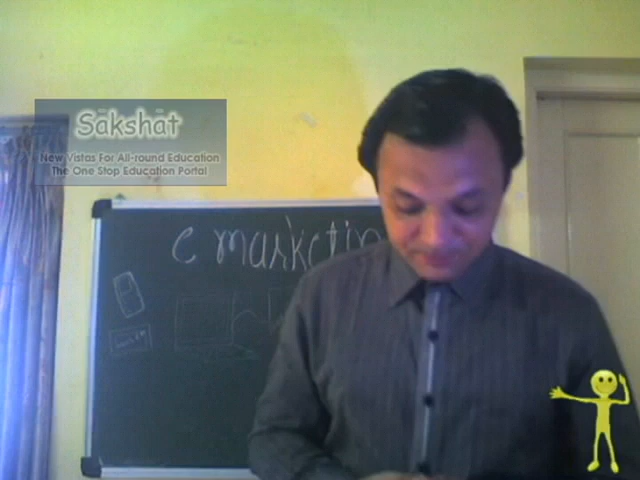 Sakshat
New Vistas For All-round Education
The One Stop Education Portal
e marketin